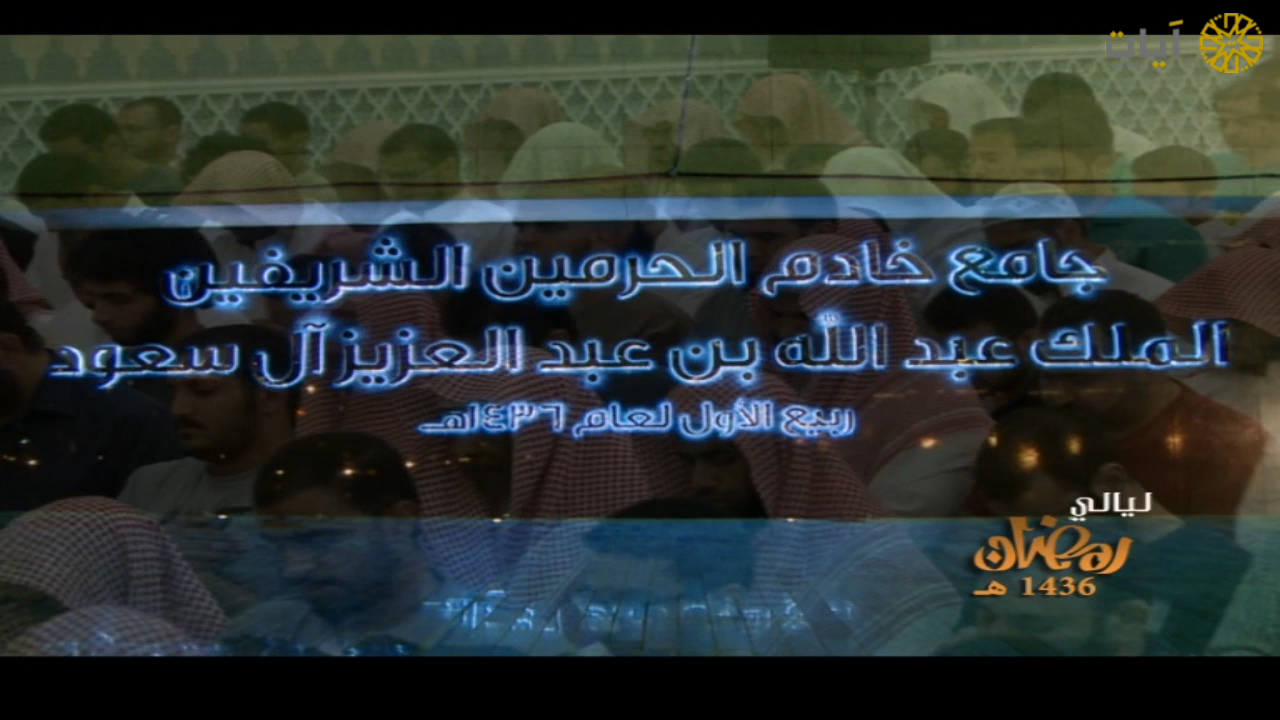 آيات
جامع خادم الحرمين الشريفين
الملك عبد الله بن عبد العزيز آل سعود
ربيع الأول لعام ١٤٣٦هـ
ليالي
رمضان
1436 هـ